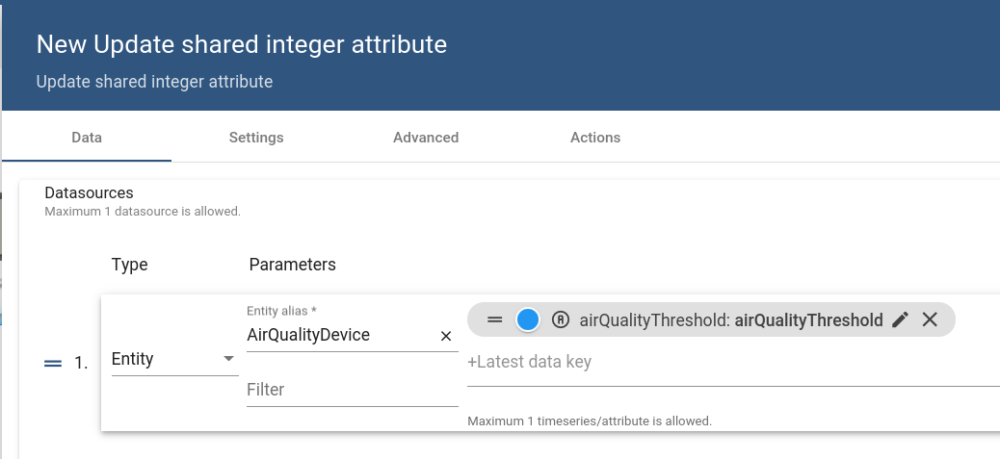 New Update shared integer attribute
Update shared integer attribute
Data Settings Advanced Actions
Datasources
Maximum 1 datasource is allowed.
Type Parameters
1. Entity
Entity alias *
AirQualityDevice
Filter
airQualityThreshold: airQualityThreshold
+Latest data key
Maximum 1 timeseries/attribute is allowed.